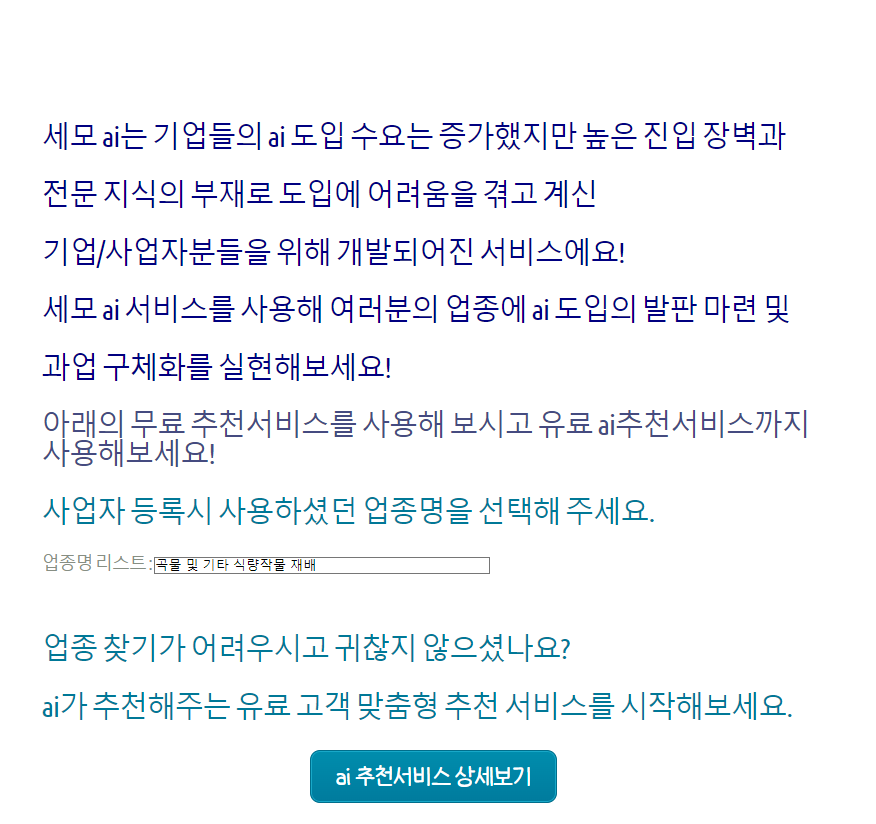 세모 ai는 기업들의 ai 도입 수요는 증가했지만 높은 진입 장벽과
전문 지식의 부재로 도입에 어려움을 겪고 계신
기업/사업자분들을 위해 개발되어진 서비스에요!
세모 ai 서비스를 사용해 여러분의 업종에 ai 도입의 발판 마련 및
과업 구체화를 실현해보세요!
아래의 무료 추천서비스를 사용해 보시고 유료 ai추천서비스까지
사용해보세요!
사업자 등록시 사용하셨던 업종명을 선택해 주세요.
업종명 리스트 : 곡물 및 기타 식량작물 재배
업종 찾기가 어려우시고 귀찮지 않으셨나요?
ai가 추천해주는 유료 고객 맞춤형 추천 서비스를 시작해보세요.
ai 추천서비스 상세보기